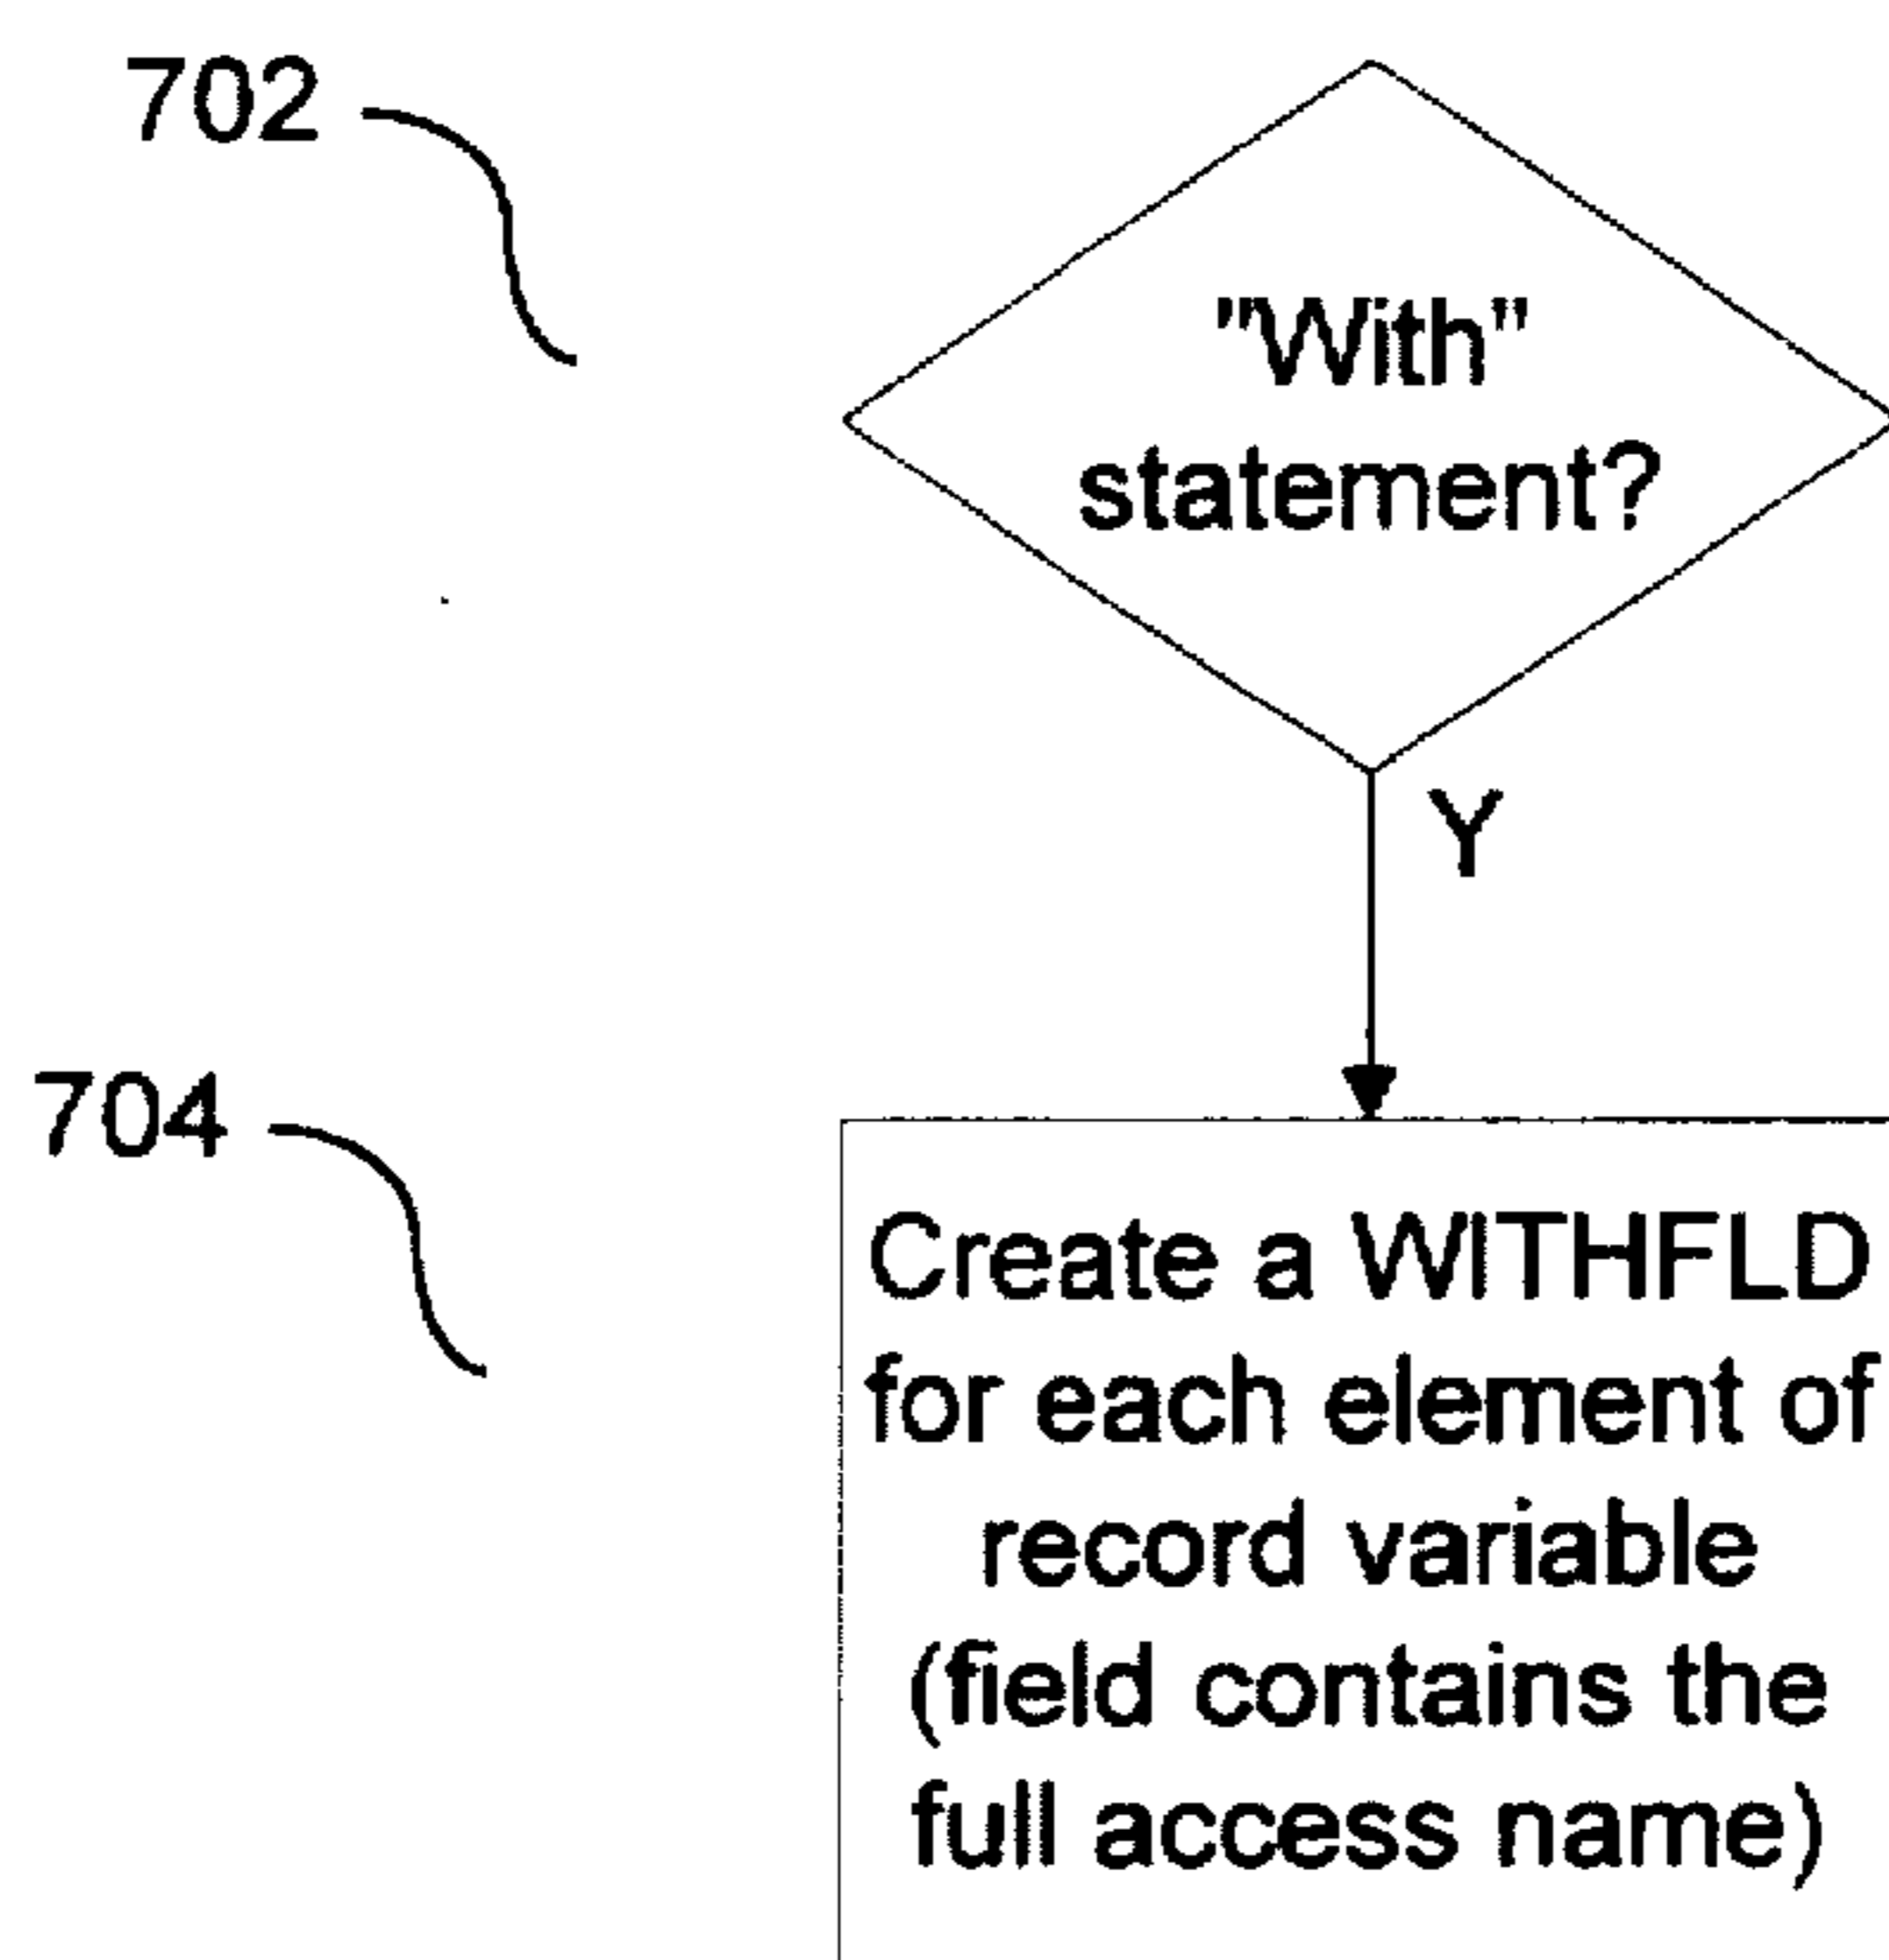 702
"With"
statement?
Y
704
Create a WITHFLD
for each element of
record variable
(field contains the
full access name)